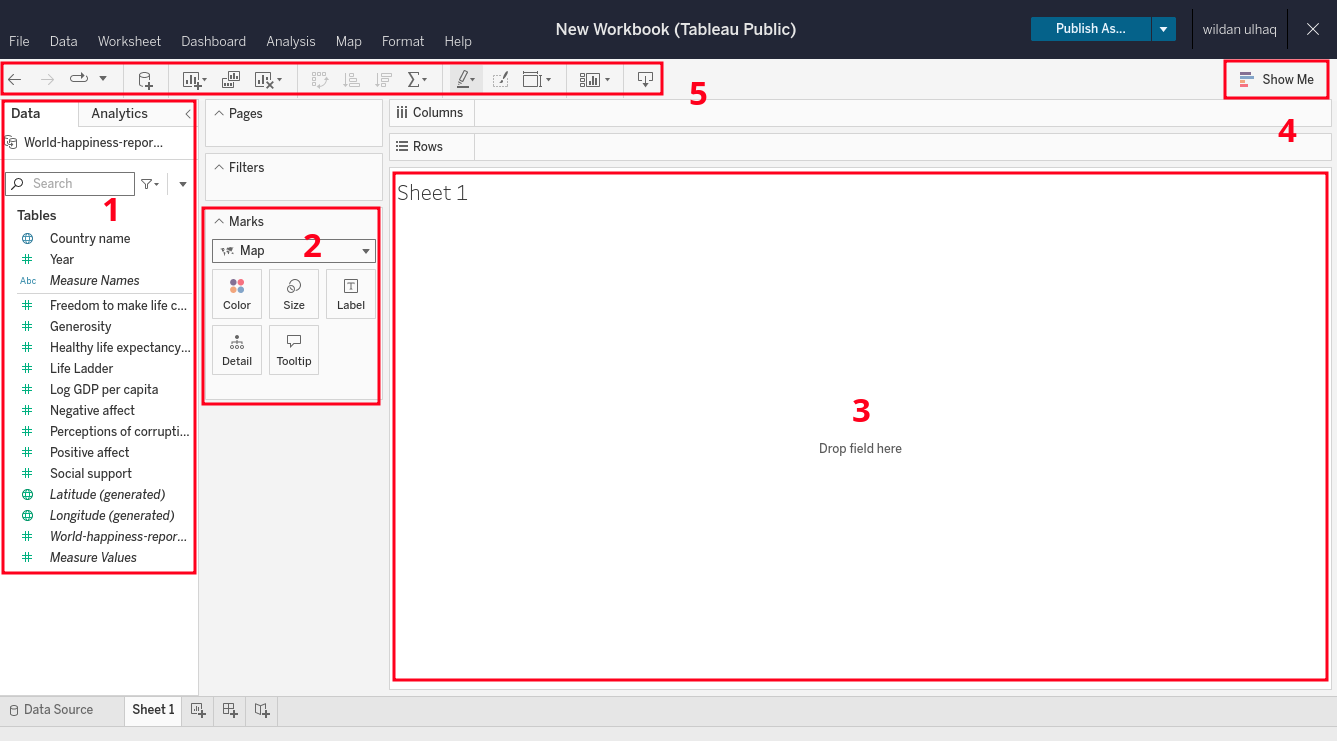 New Workbook (Tableau Public)
Publish As...
wildan ulhaq
File Data Worksheet Dashboard Analysis Map Format Help
5
Show Me
4
Data Analytics
World-happiness-repor...
Search
1
Tables
Country name
Year
Abc Measure Names
Freedom to make life c...
Generosity
Healthy life expectancy...
Life Ladder
Log GDP per capita
Negative affect
Perceptions of corrupti...
Positive affect
Social support
Latitude (generated)
Longitude (generated)
World-happiness-repor...
Measure Values
Pages
Filters
Marks
Map
2
Color Size Label
Detail Tooltip
Columns
Rows
Sheet 1
3
Drop field here
Data Source Sheet 1